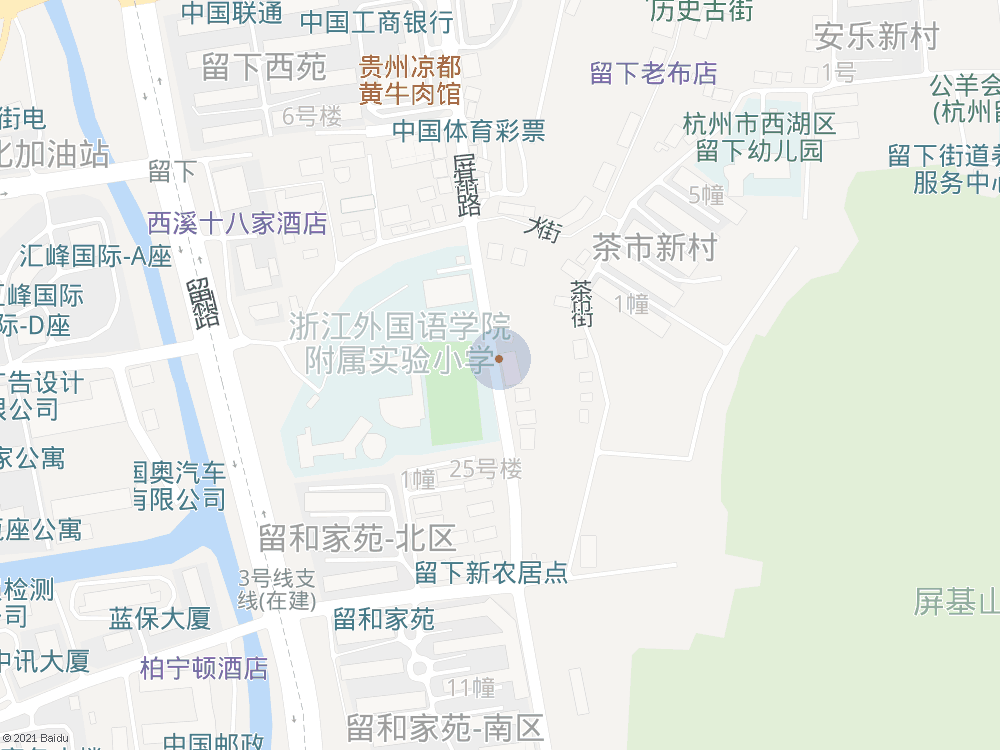 中国联通
中国工商银行
历史古街
安乐新村
留下西苑
贵州凉都
黄牛肉馆
留下老布店
1号
公羊会
(杭州留
街电
6号楼
中国体育彩票
杭州市西湖区
留下幼儿园
北加油站
留下
屏基路
留下街道养
服务中心
5幢
西溪十八家酒店
大街
茶市新村
汇峰国际-A座
汇峰国际
际-D座
留和路
茶市街
1幢
浙江外国语学院
附属实验小学
广告设计
限公司
家公寓
国奥汽车
有限公司
1幢
25号楼
座公寓
留和家苑-北区
3号线支
线(在建)
留下新农居点
检测
公司
蓝保大厦
留和家苑
屏基山
中讯大厦
柏宁顿酒店
11幢
留和家苑-南区
中国邮政
© 2021 Baidu